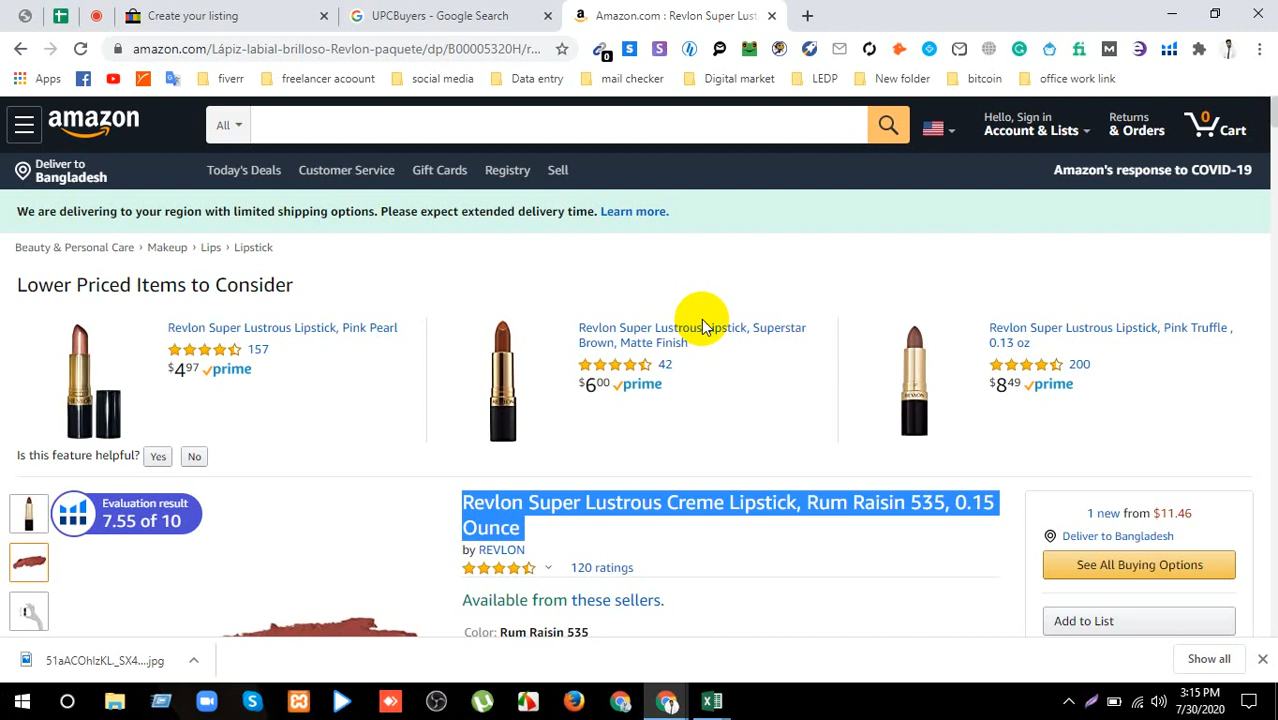 Create your listing
UPCBuyers - Google Search
Amazon.com : Revlon Super Lust
amazon.com/Lápiz-labial-brilloso-Revlon-paquete/dp/B00005320H/r...
0
Apps
fiverr
freelancer acoount
social media
Data entry
mail checker
Digital market
LEDP
New folder
bitcoin
office work link
amazon
All
Hello, Sign in
Account & Lists
Returns
& Orders
0
Cart
Deliver to
Bangladesh
Today's Deals
Customer Service
Gift Cards
Registry
Sell
Amazon's response to COVID-19
We are delivering to your region with limited shipping options. Please expect extended delivery time. Learn more.
Beauty & Personal Care › Makeup › Lips › Lipstick
Lower Priced Items to Consider
Revlon Super Lustrous Lipstick, Pink Pearl
157
$4.97 prime
Revlon Super Lustrous Lipstick, Superstar
Brown, Matte Finish
42
$6.00 prime
Revlon Super Lustrous Lipstick, Pink Truffle ,
0.13 oz
200
$8.49 prime
Is this feature helpful? Yes No
Evaluation result
7.55 of 10
Revlon Super Lustrous Creme Lipstick, Rum Raisin 535, 0.15
Ounce
by REVLON
120 ratings
Available from these sellers.
Color: Rum Raisin 535
1 new from $11.46
Deliver to Bangladesh
See All Buying Options
Add to List
51aACOhIzKL_SX4....jpg
Show all
3:15 PM
7/30/2020